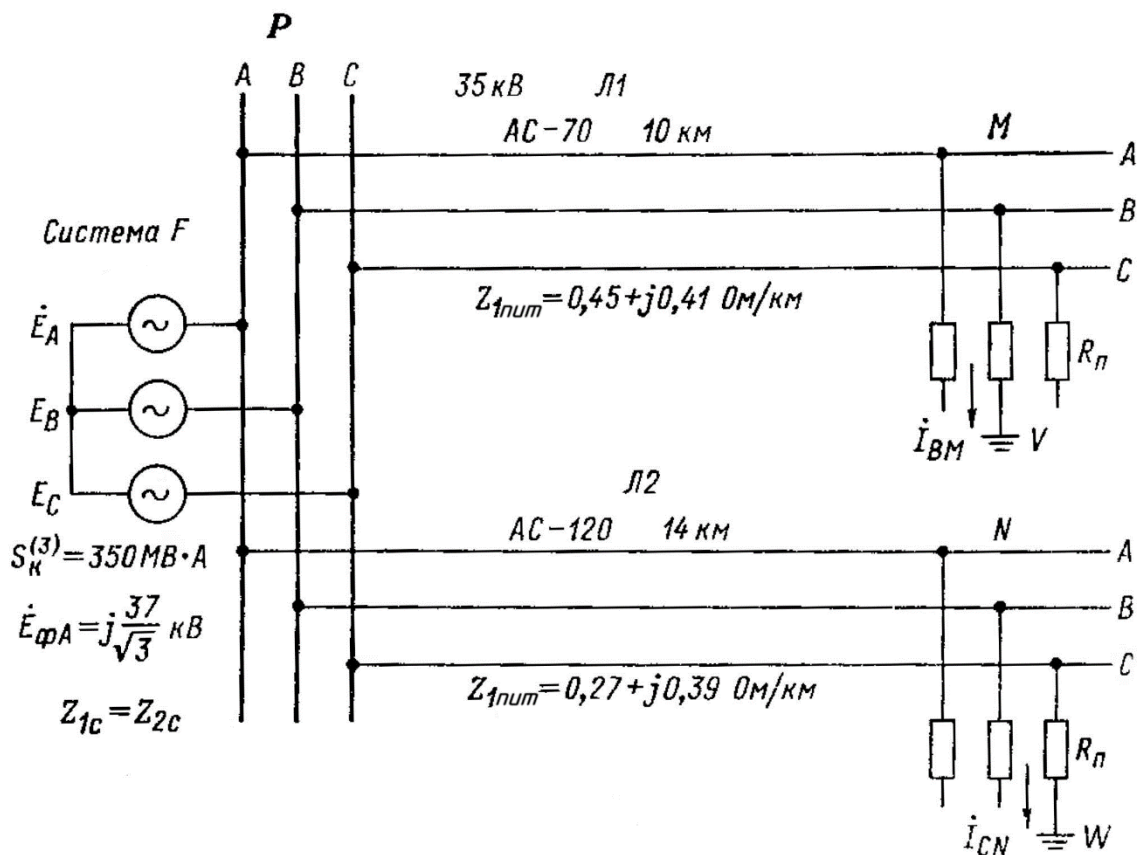 P
A B C
35 кВ Л1
АС-70 10 км
M
A
B
C
Z1пит=0,45+j0,41 Ом/км
Rп
İBM
V
Система F
ĖA
EB
EC
Sк(3)=350 МВ·А
ĖфA=j37/√3 кВ
Z1c=Z2c
Л2
АС-120 14 км
N
A
B
C
Z1пит=0,27+j0,39 Ом/км
Rп
İCN
W